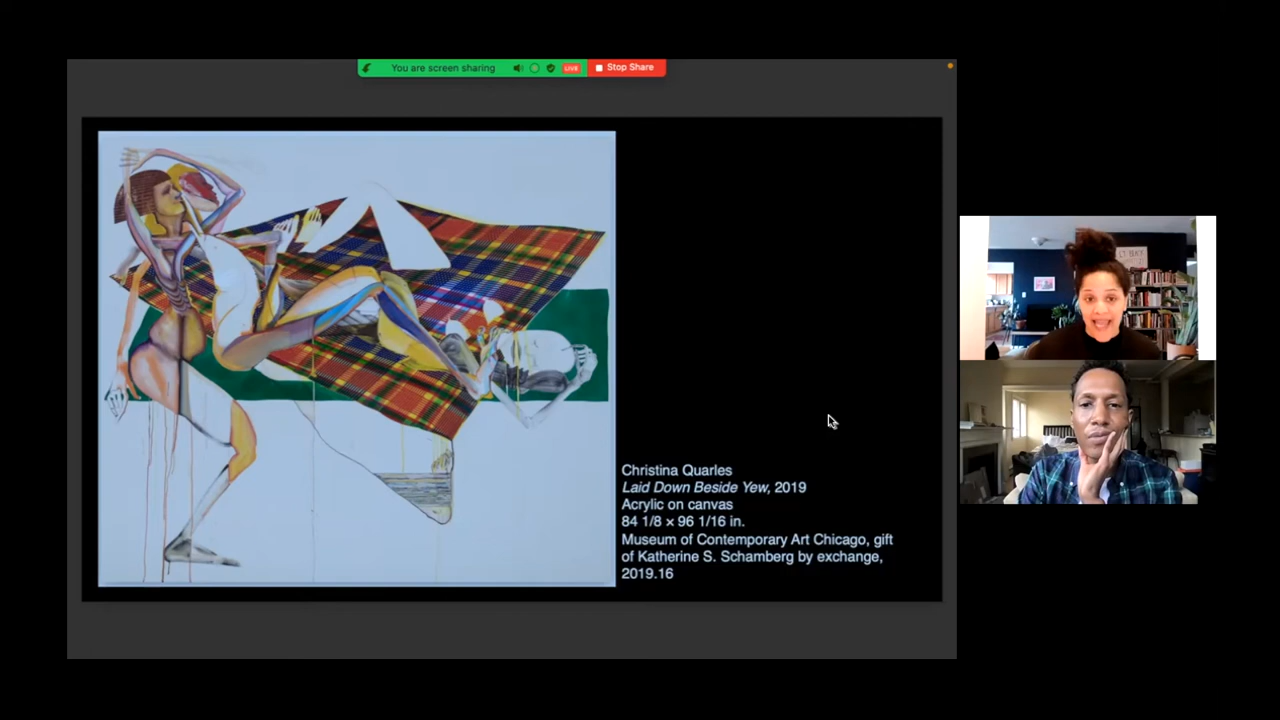 You are screen sharing
LIVE
Stop Share
Christina Quarles
Laid Down Beside Yew, 2019
Acrylic on canvas
84 1/8 × 96 1/16 in.
Museum of Contemporary Art Chicago, gift
of Katherine S. Schamberg by exchange,
2019.16